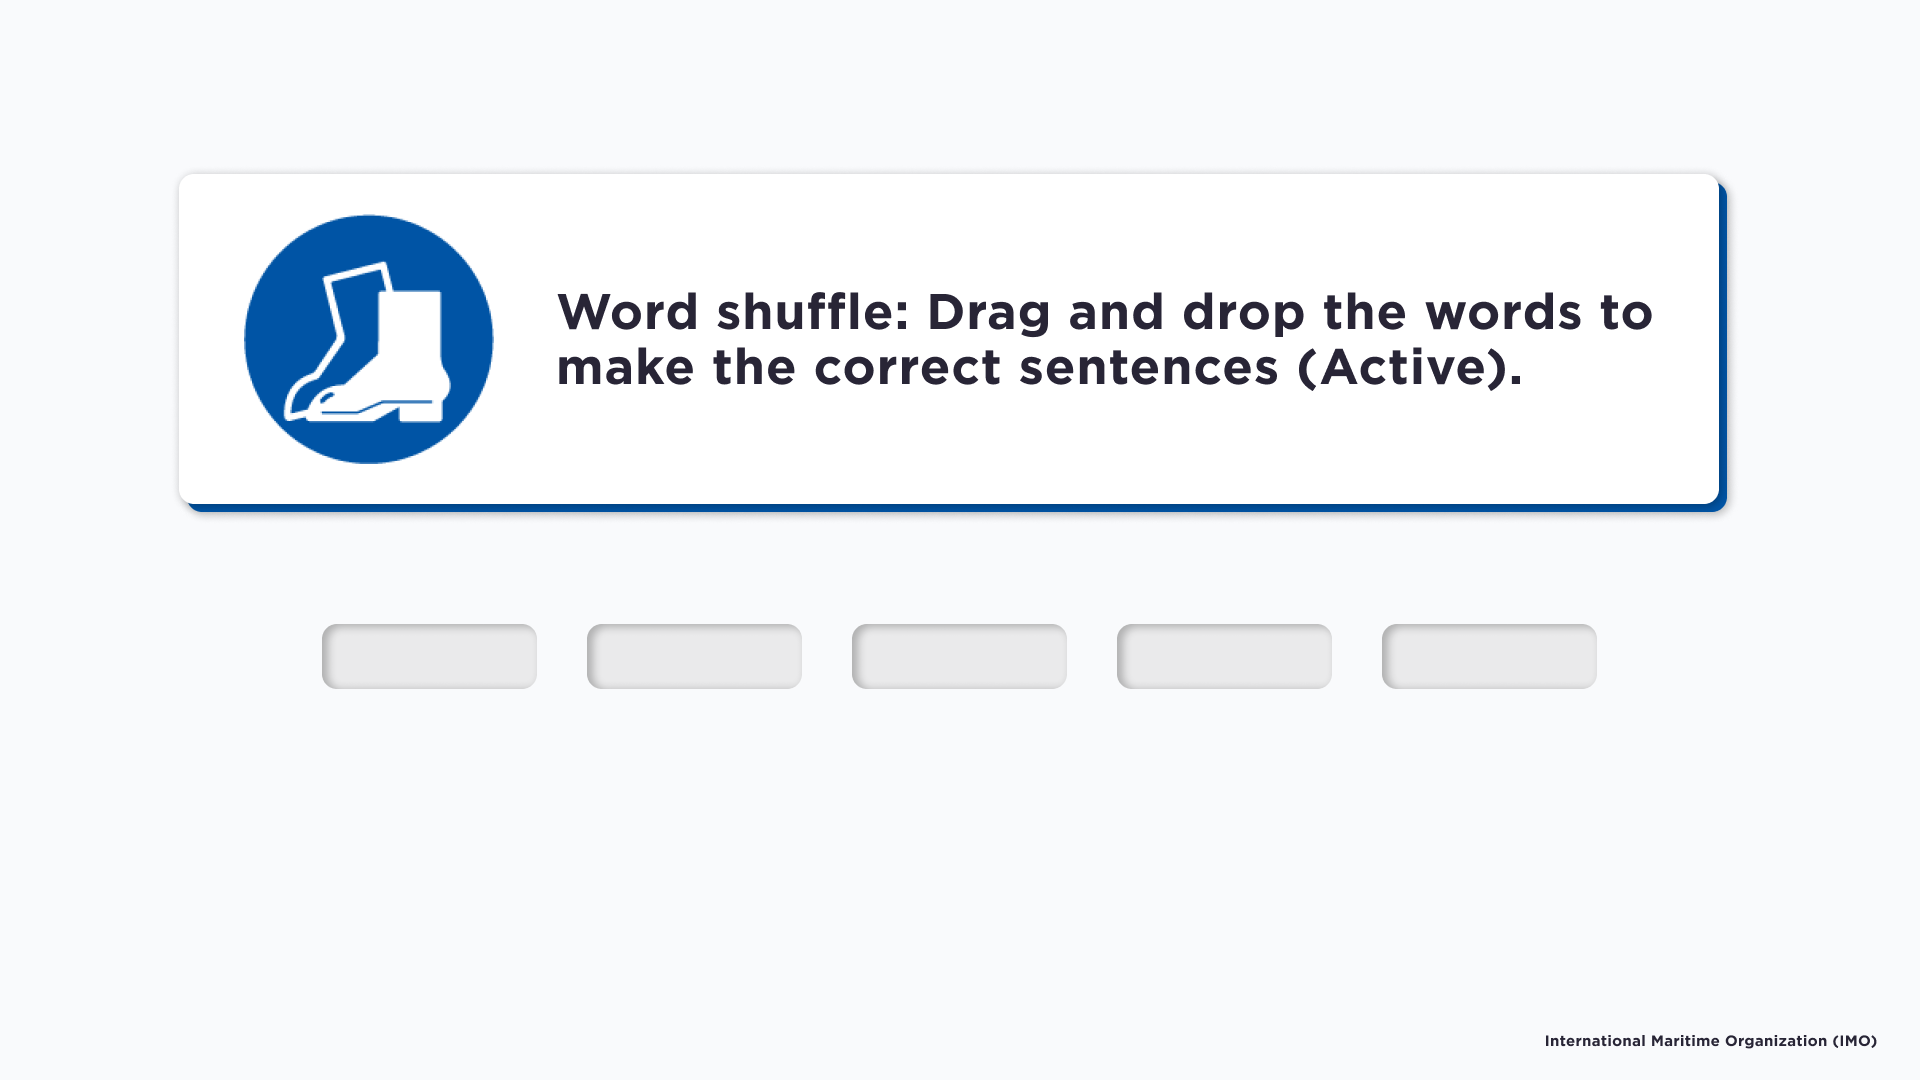 Word shuffle: Drag and drop the words to
make the correct sentences (Active).
International Maritime Organization (IMO)